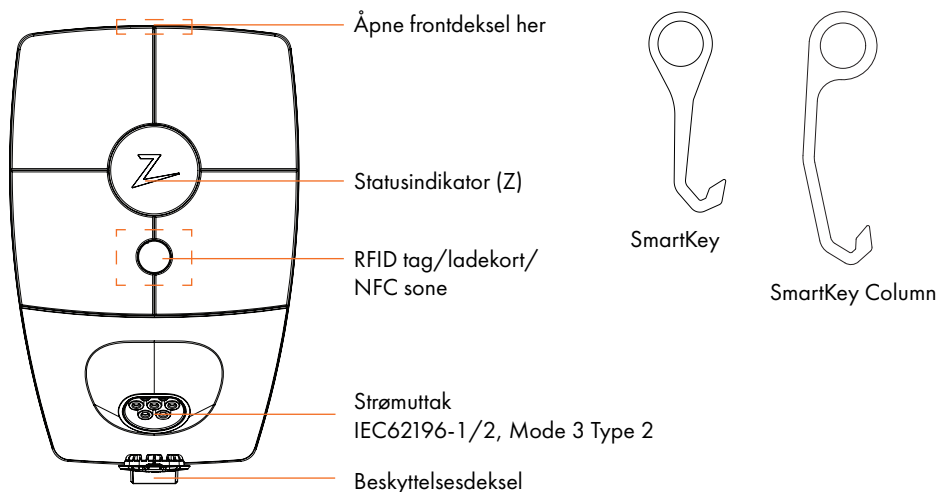 Åpne frontdeksel her
Statusindikator (Z)
RFID tag/ladekort/
NFC sone
Strømuttak
IEC62196-1/2, Mode 3 Type 2
Beskyttelsesdeksel
SmartKey
SmartKey Column